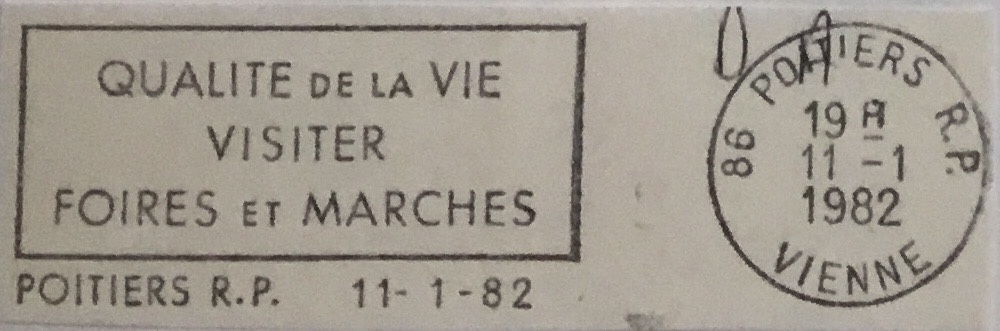 QUALITE DE LA VIE
VISITER
FOIRES ET MARCHES
POITIERS R.P. 11- 1 -82
86 POITIERS R.P.
19 H
11 -1
1982
VIENNE